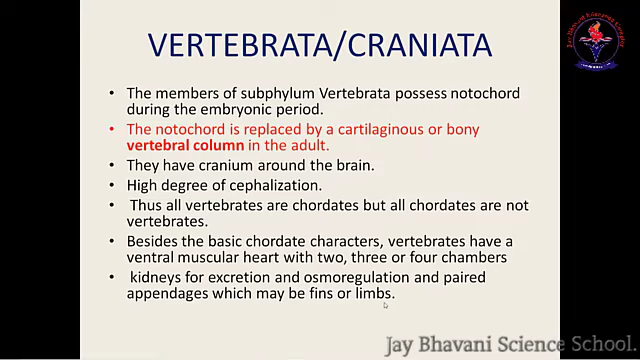 VERTEBRATA/CRANIATA
• The members of subphylum Vertebrata possess notochord
during the embryonic period.
• The notochord is replaced by a cartilaginous or bony
vertebral column in the adult.
• They have cranium around the brain.
• High degree of cephalization.
• Thus all vertebrates are chordates but all chordates are not
vertebrates.
• Besides the basic chordate characters, vertebrates have a
ventral muscular heart with two, three or four chambers
• kidneys for excretion and osmoregulation and paired
appendages which may be fins or limbs.
Jay Bhavani Science School.